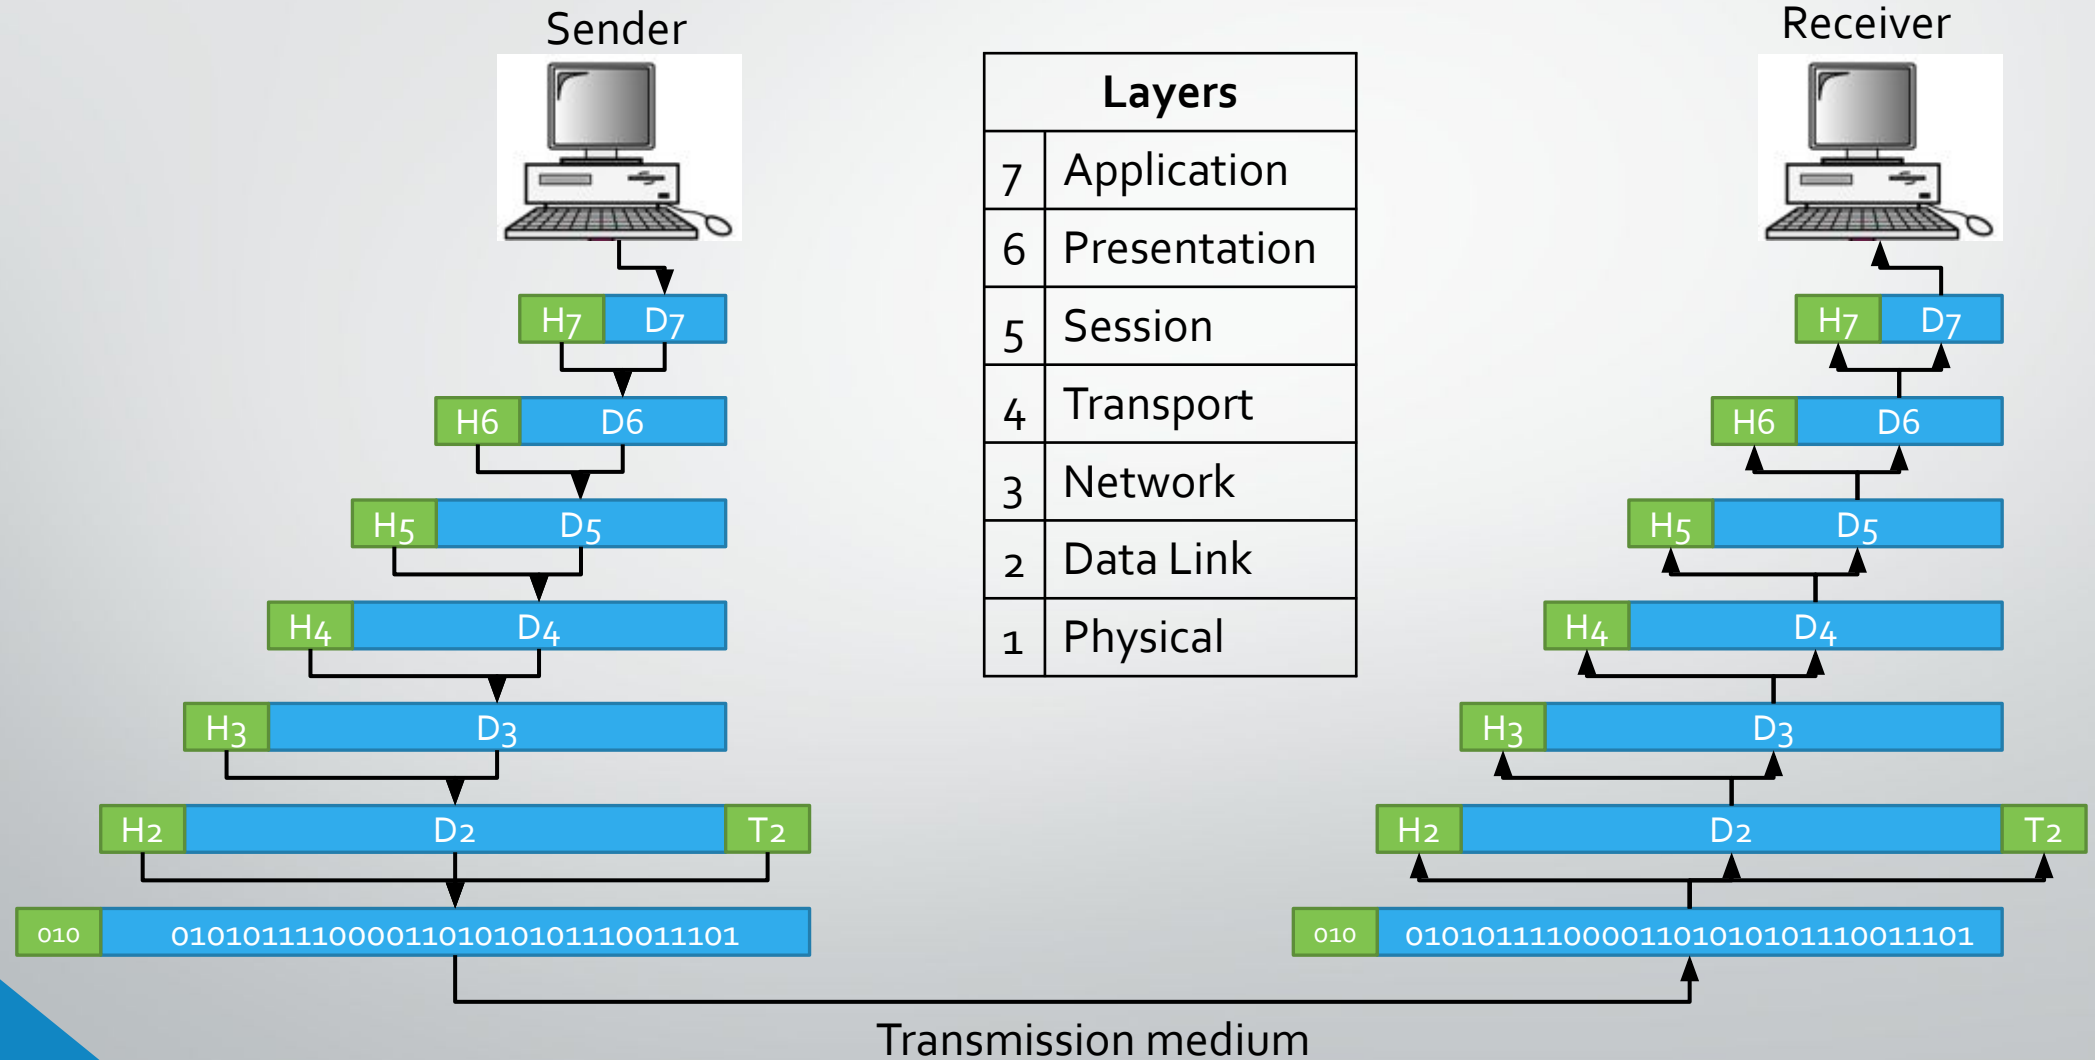 Sender
Receiver
Layers
7 Application
6 Presentation
5 Session
4 Transport
3 Network
2 Data Link
1 Physical
H7 D7
H6 D6
H5 D5
H4 D4
H3 D3
H2 D2 T2
010 01010111100001101010101110011101
H7 D7
H6 D6
H5 D5
H4 D4
H3 D3
H2 D2 T2
010 01010111100001101010101110011101
Transmission medium